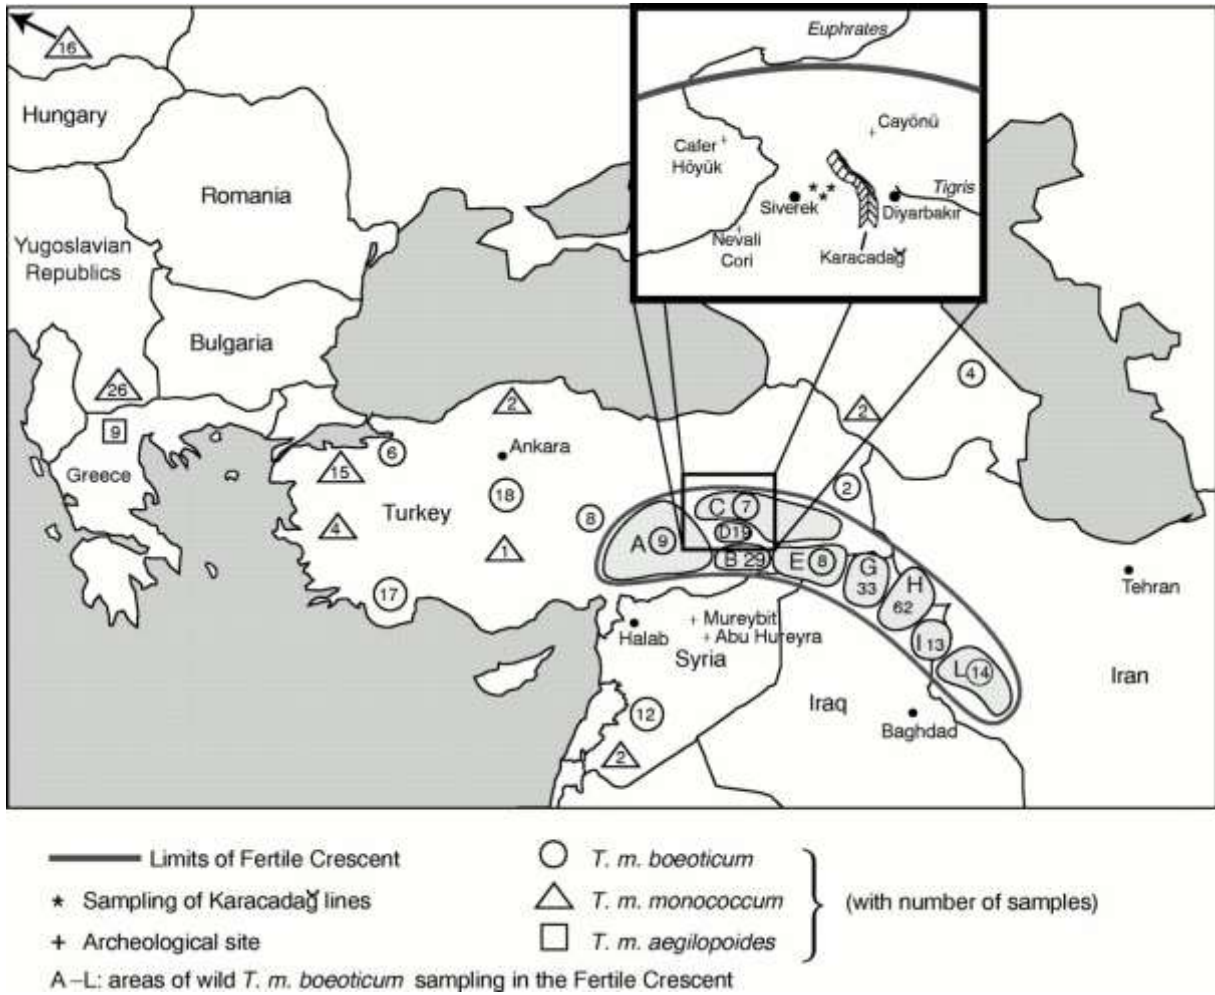 16
Hungary
Romania
Yugoslavian
Republics
Bulgaria
26
9
Greece
Euphrates
Cayönü
Cafer
Höyük
Tigris
Siverek
Diyarbakır
Nevali
Cori
Karacadağ
4
2
2
Ankara
6
15
18
Turkey
4
1
17
8
2
C 7
D 19
A 9
B 29
E 8
G
33
H
62
I 13
L 14
Mureybit
Halab
Abu Hureyra
Syria
12
2
Iraq
Baghdad
Tehran
Iran
Limits of Fertile Crescent
* Sampling of Karacadağ lines
+ Archeological site
A–L: areas of wild T. m. boeoticum sampling in the Fertile Crescent
T. m. boeoticum
T. m. monococcum
T. m. aegilopoides
(with number of samples)